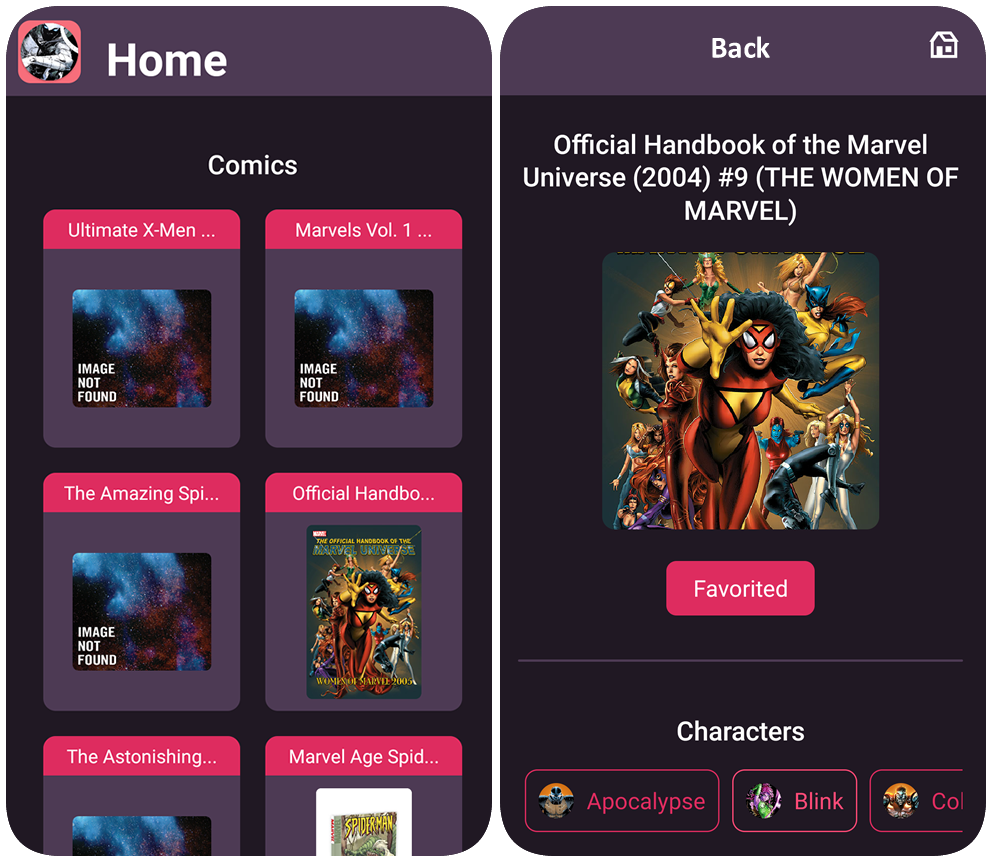 Home
Comics
Ultimate X-Men ...
Marvels Vol. 1 ...
IMAGE
NOT
FOUND
IMAGE
NOT
FOUND
The Amazing Spi...
Official Handbo...
IMAGE
NOT
FOUND
MARVEL
THE OFFICIAL HANDBOOK OF THE
MARVEL UNIVERSE
WOMEN OF MARVEL 2005
The Astonishing...
Marvel Age Spid...
SPIDERMAN
Back
Official Handbook of the Marvel
Universe (2004) #9 (THE WOMEN OF
MARVEL)
Favorited
Characters
Apocalypse
Blink
Col